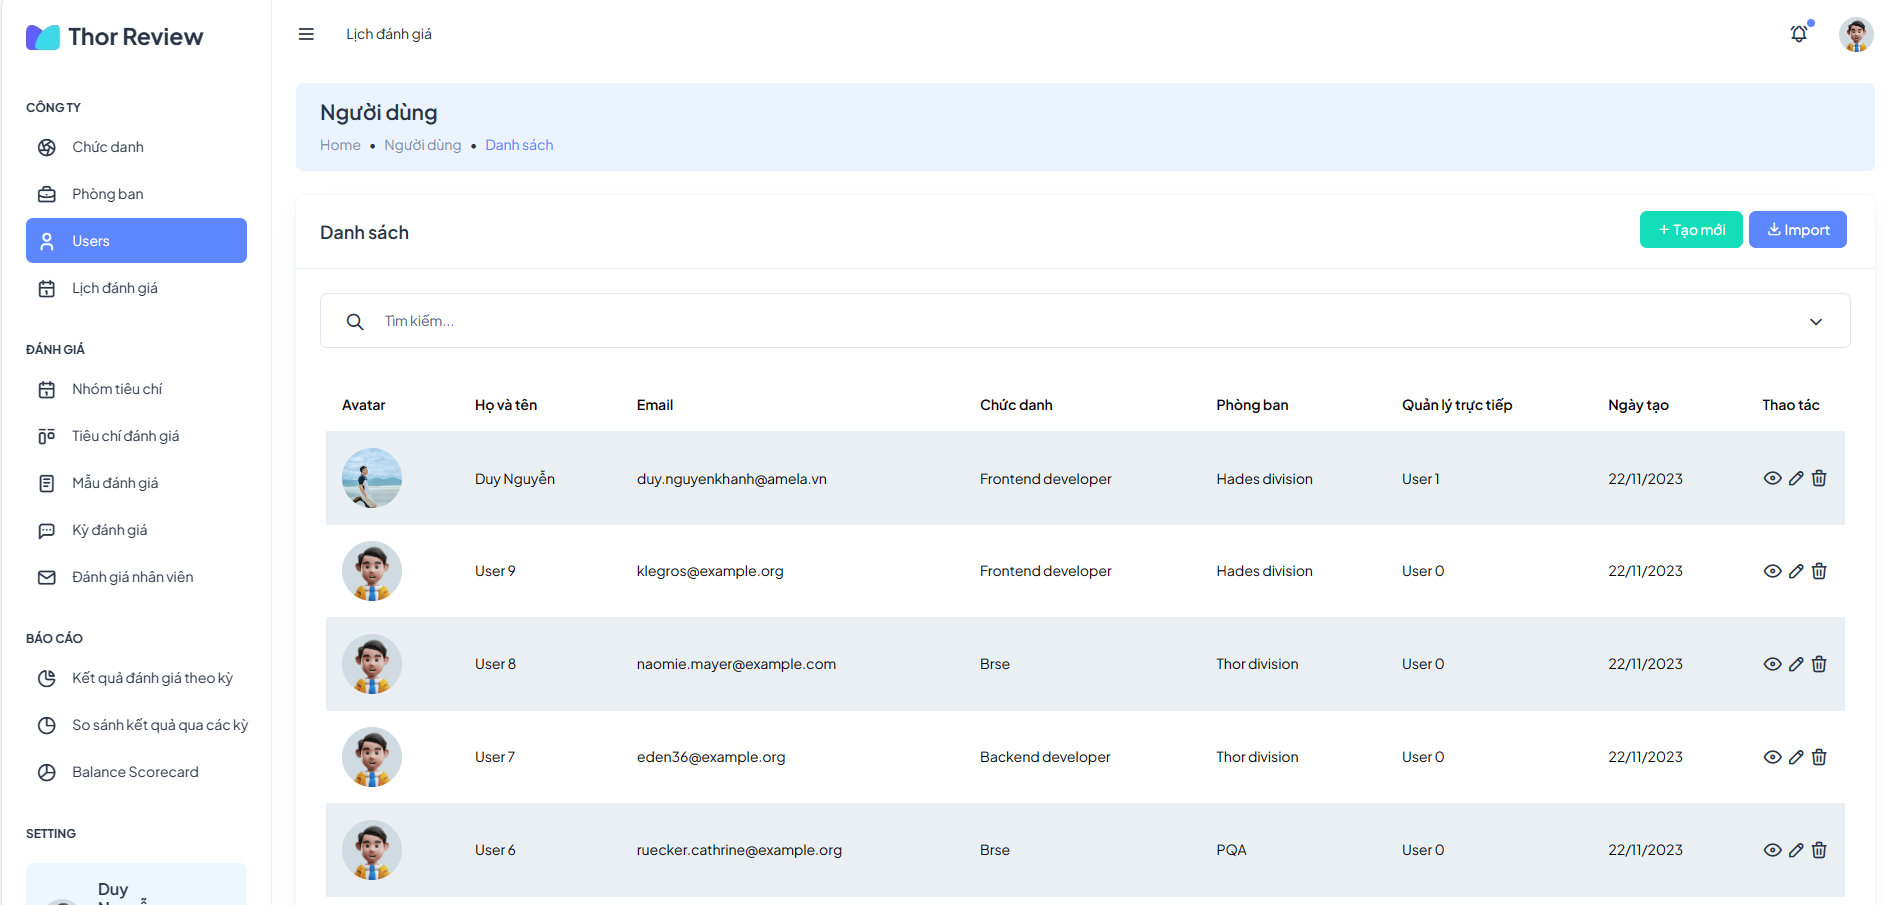 Thor Review
CÔNG TY
Chức danh
Phòng ban
Users
Lịch đánh giá
ĐÁNH GIÁ
Nhóm tiêu chí
Tiêu chí đánh giá
Mẫu đánh giá
Kỳ đánh giá
Đánh giá nhân viên
BÁO CÁO
Kết quả đánh giá theo kỳ
So sánh kết quả qua các kỳ
Balance Scorecard
SETTING
Duy
Lịch đánh giá
Người dùng
Home • Người dùng • Danh sách
Danh sách
+ Tạo mới Import
Tìm kiếm...
Avatar Họ và tên Email Chức danh Phòng ban Quản lý trực tiếp Ngày tạo Thao tác
Duy Nguyễn duy.nguyenkhanh@amela.vn Frontend developer Hades division User 1 22/11/2023
User 9 klegros@example.org Frontend developer Hades division User 0 22/11/2023
User 8 naomie.mayer@example.com Brse Thor division User 0 22/11/2023
User 7 eden36@example.org Backend developer Thor division User 0 22/11/2023
User 6 ruecker.cathrine@example.org Brse PQA User 0 22/11/2023